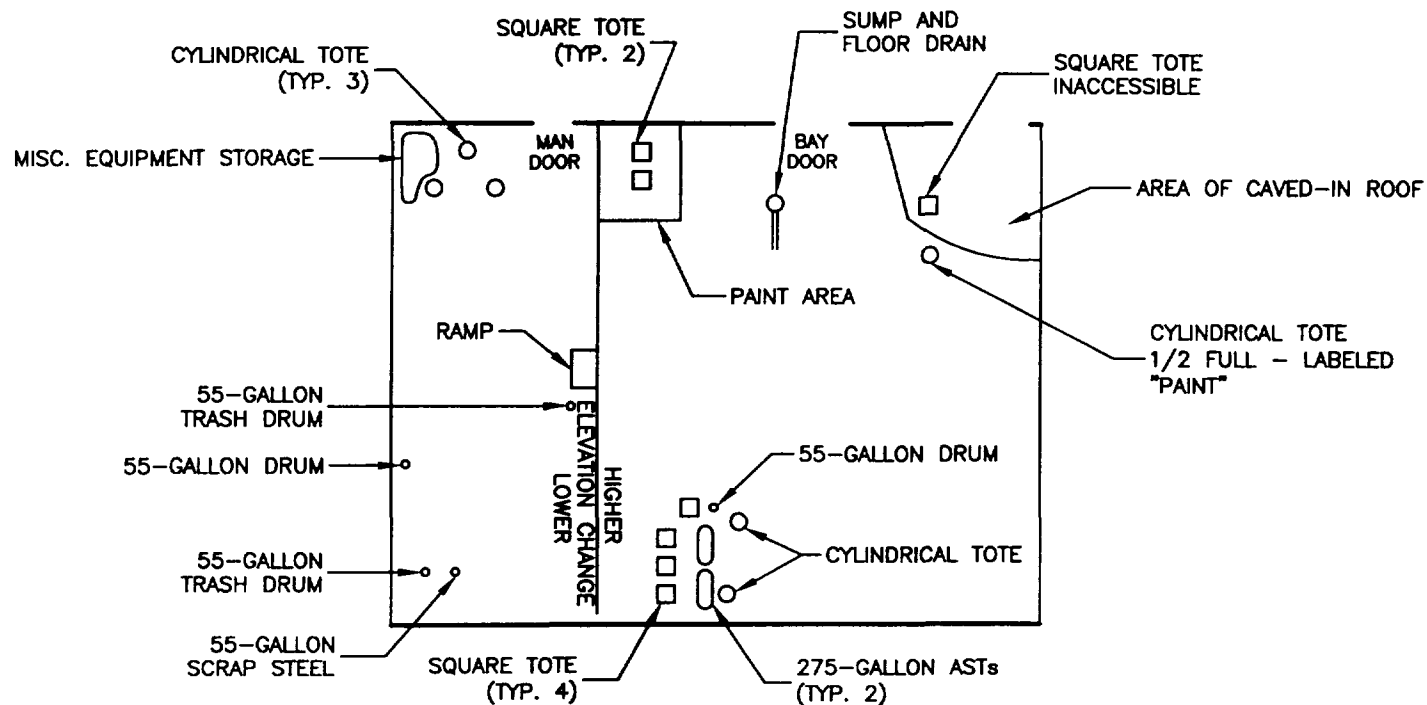 SQUARE TOTE
(TYP. 2)
SUMP AND
FLOOR DRAIN
CYLINDRICAL TOTE
(TYP. 3)
SQUARE TOTE
INACCESSIBLE
MISC. EQUIPMENT STORAGE
MAN
DOOR
BAY
DOOR
AREA OF CAVED-IN ROOF
PAINT AREA
RAMP
CYLINDRICAL TOTE
1/2 FULL - LABELED
"PAINT"
55-GALLON
TRASH DRUM
55-GALLON DRUM
ELEVATION CHANGE
LOWER
HIGHER
55-GALLON DRUM
55-GALLON
TRASH DRUM
CYLINDRICAL TOTE
55-GALLON
SCRAP STEEL
SQUARE TOTE
(TYP. 4)
275-GALLON ASTs
(TYP. 2)